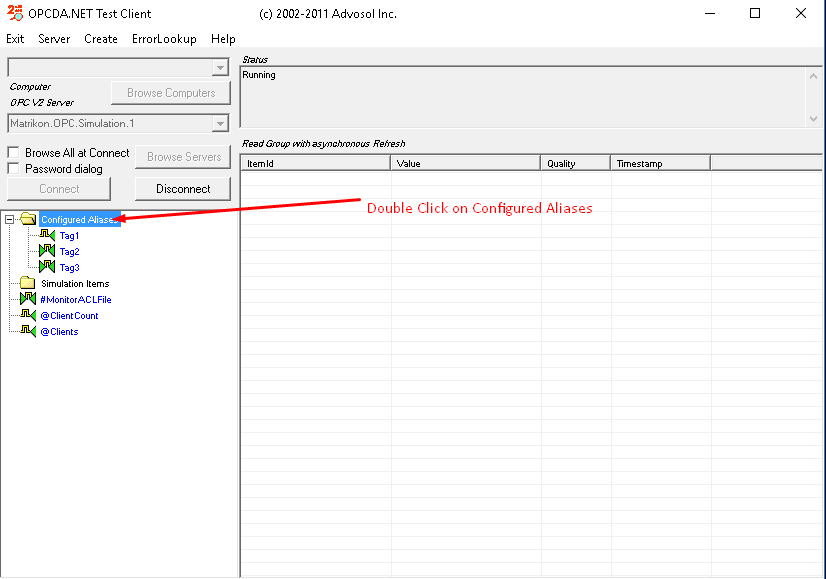 OPCDA.NET Test Client (c) 2002-2011 Advosol Inc.
Exit Server Create ErrorLookup Help
Computer
Browse Computers
OPC V2 Server
Matrikon.OPC.Simulation.1
Browse All at Connect
Browse Servers
Password dialog
Connect
Disconnect
Configured Aliases
Tag1
Tag2
Tag3
Simulation Items
#MonitorACLFile
@ClientCount
@Clients
Status
Running
Read Group with asynchronous Refresh
ItemId Value Quality Timestamp
Double Click on Configured Aliases